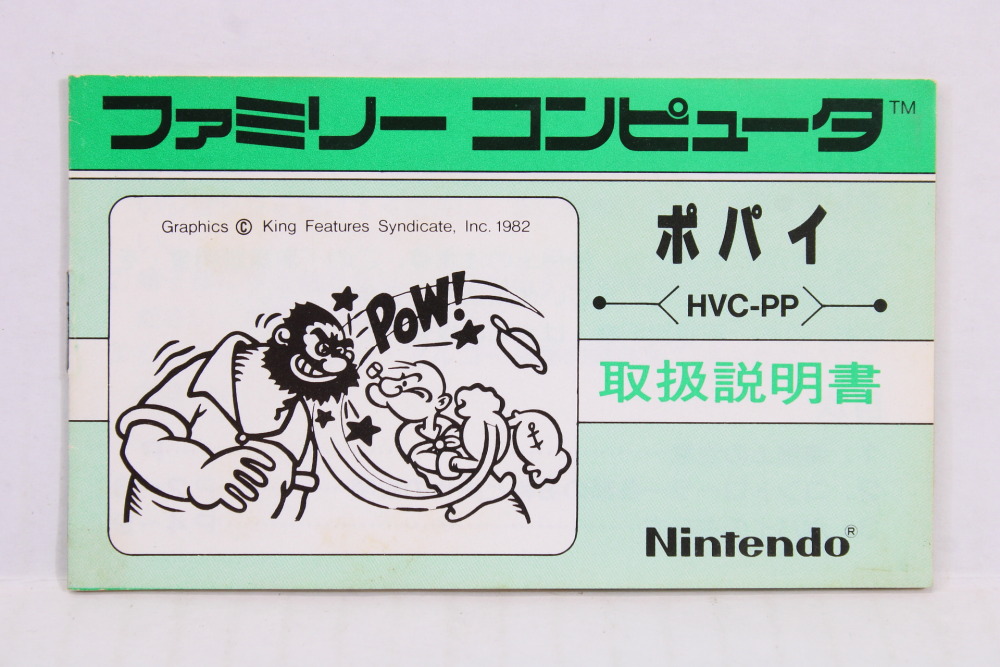 ファミリー コンピュータ™
Graphics © King Features Syndicate, Inc. 1982
POW!
ポパイ
HVC-PP
取扱説明書
Nintendo®